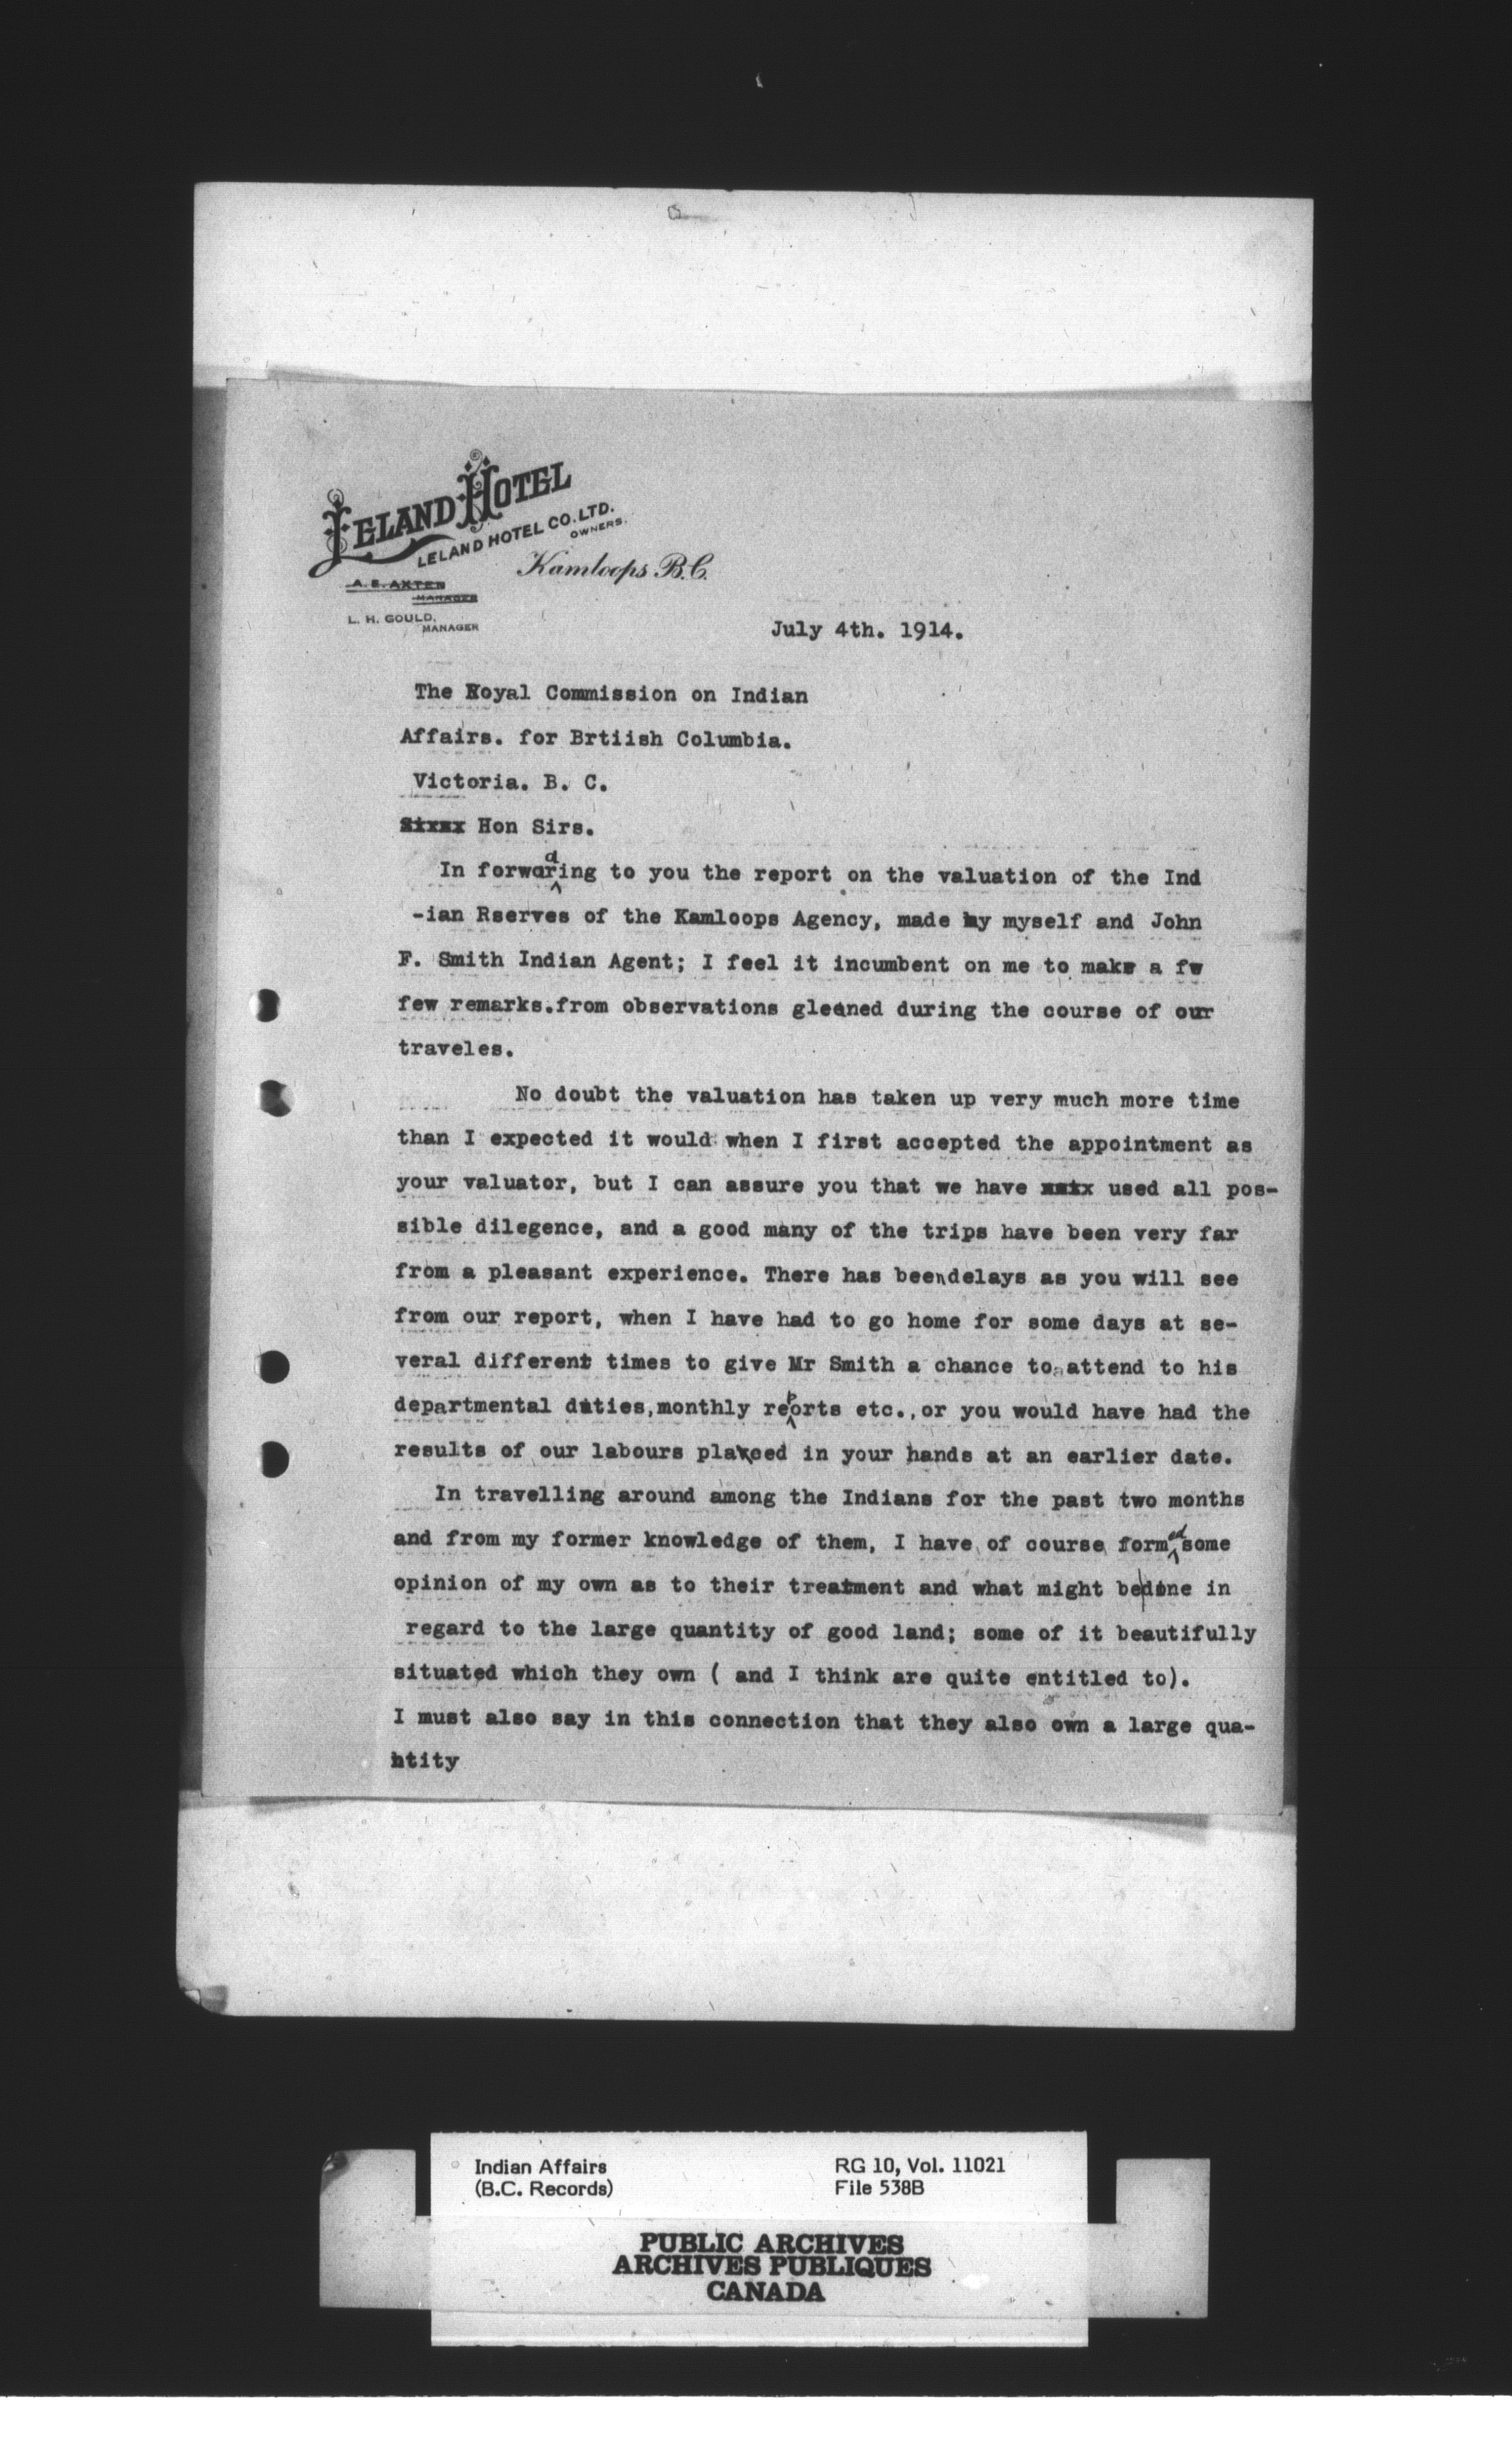 LELAND HOTEL
LELAND HOTEL CO. LTD.
OWNERS.
Kamloops B.C.
A. E. AXTEN
MANAGER
L. H. GOULD,
MANAGER
July 4th. 1914.
The Royal Commission on Indian
Affairs. for Brtiish Columbia.
Victoria. B. C.
Hon Sirs.
In forwarding to you the report on the valuation of the Ind
-ian Rserves of the Kamloops Agency, made by myself and John
F. Smith Indian Agent; I feel it incumbent on me to make a fw
few remarks.from observations gleaned during the course of our
traveles.
No doubt the valuation has taken up very much more time
than I expected it would when I first accepted the appointment as
your valuator, but I can assure you that we have used all pos-
sible dilegence, and a good many of the trips have been very far
from a pleasant experience. There has been delays as you will see
from our report, when I have had to go home for some days at se-
veral different times to give Mr Smith a chance to attend to his
departmental duties,monthly reports etc.,or you would have had the
results of our labours placed in your hands at an earlier date.
In travelling around among the Indians for the past two months
and from my former knowledge of them, I have of course formed some
opinion of my own as to their treatment and what might be done in
regard to the large quantity of good land; some of it beautifully
situated which they own ( and I think are quite entitled to).
I must also say in this connection that they also own a large qua-
ntity
Indian Affairs
(B.C. Records)
RG 10, Vol. 11021
File 538B
PUBLIC ARCHIVES
ARCHIVES PUBLIQUES
CANADA